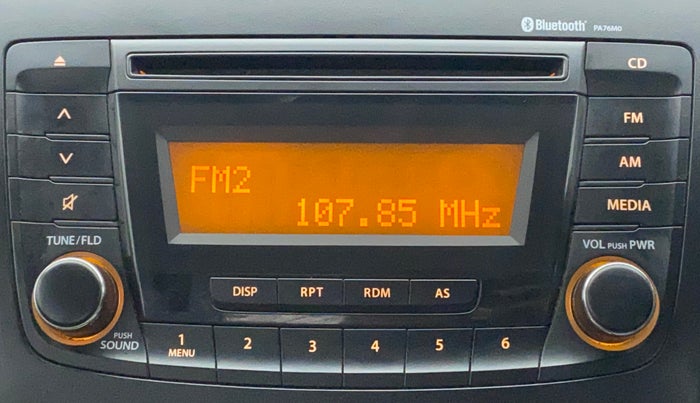 Bluetooth® PA76M0
CD
FM
AM
MEDIA
FM2
107.85 MHz
TUNE/FLD
VOL PUSH PWR
DISP RPT RDM AS
PUSH
SOUND
1 2 3 4 5 6
MENU